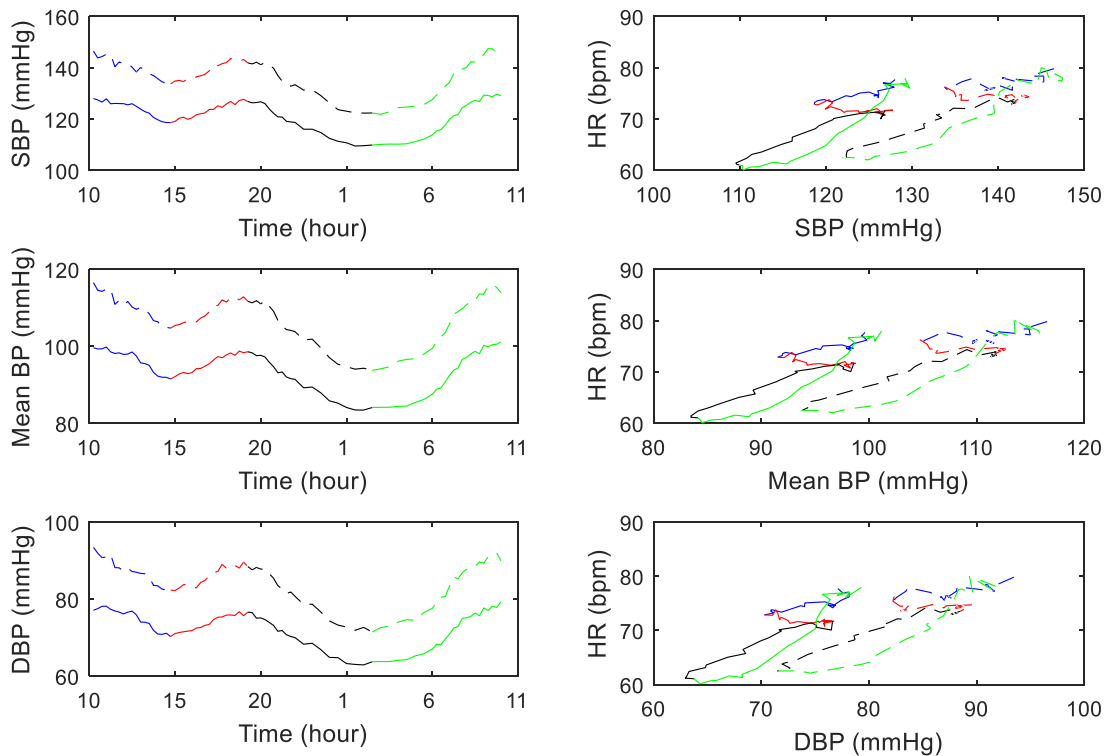 SBP (mmHg)
160
140
120
100
10 15 20 1 6 11
Time (hour)
HR (bpm)
90
80
70
60
100 110 120 130 140 150
SBP (mmHg)
Mean BP (mmHg)
120
100
80
10 15 20 1 6 11
Time (hour)
HR (bpm)
90
80
70
60
80 90 100 110 120
Mean BP (mmHg)
DBP (mmHg)
100
80
60
10 15 20 1 6 11
Time (hour)
HR (bpm)
90
80
70
60
60 70 80 90 100
DBP (mmHg)